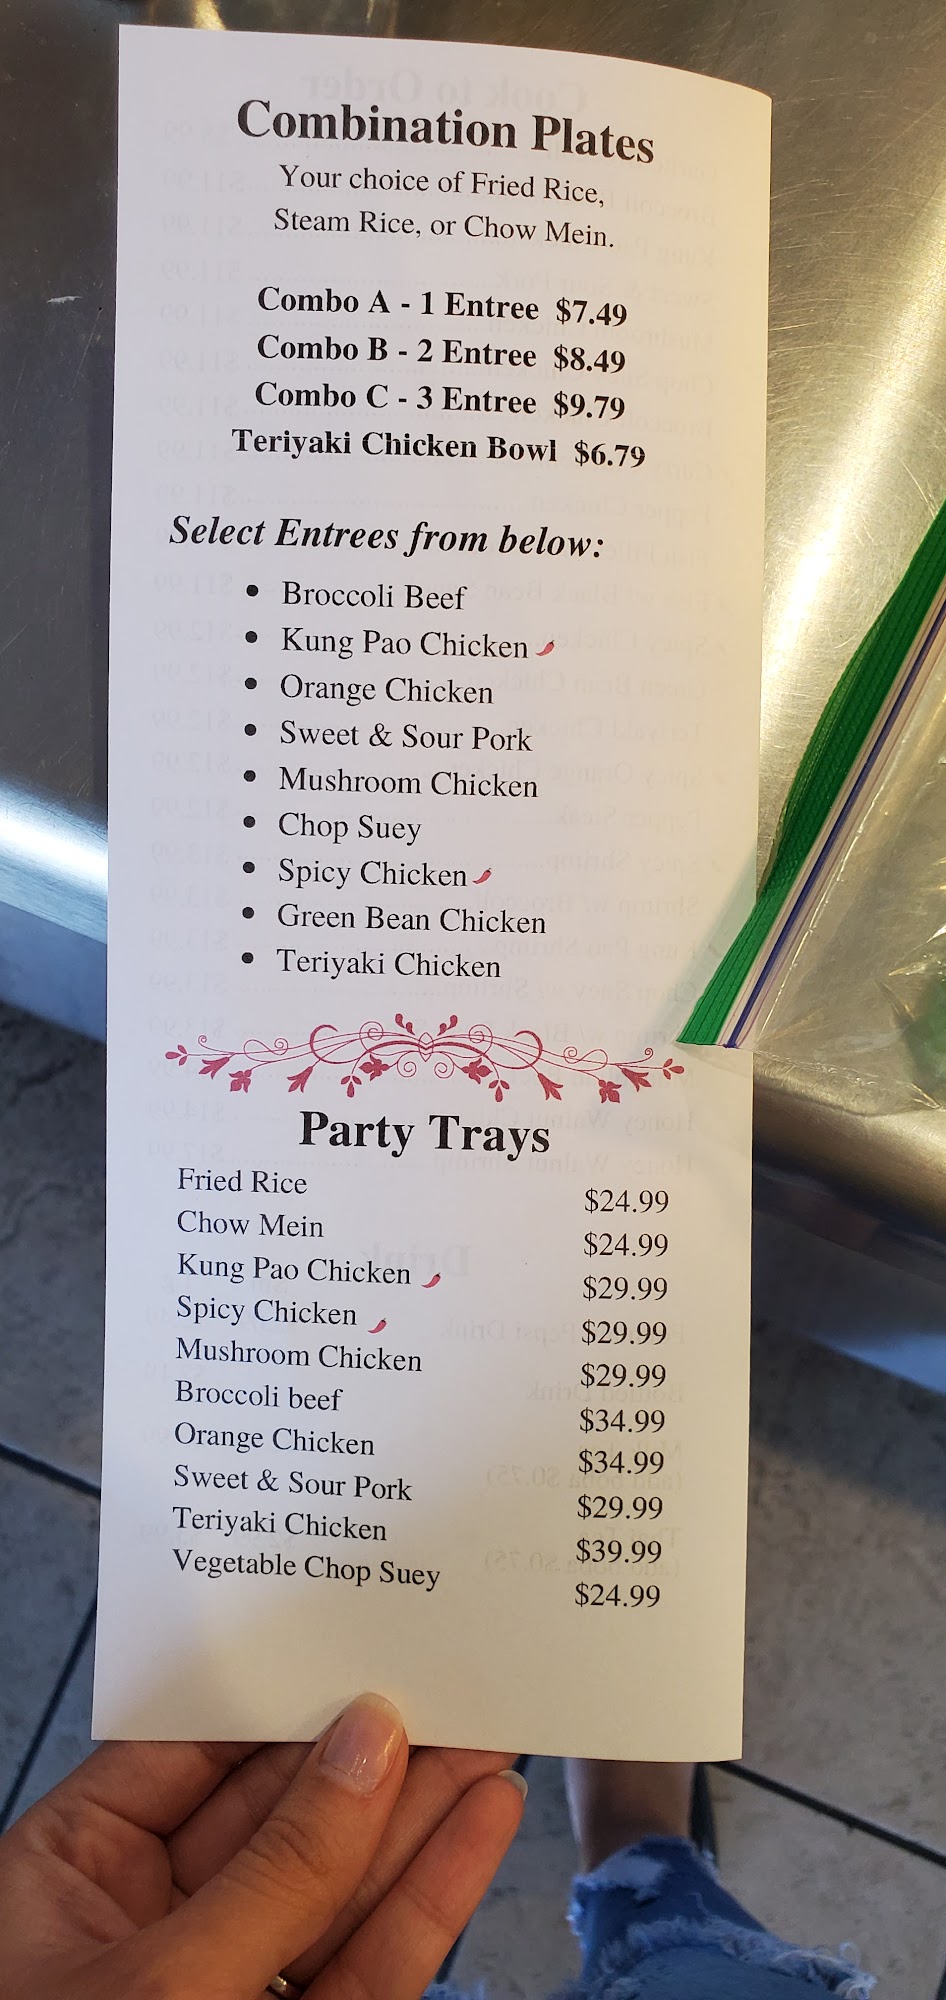 Combination Plates
Your choice of Fried Rice,
Steam Rice, or Chow Mein.
Combo A - 1 Entree $7.49
Combo B - 2 Entree $8.49
Combo C - 3 Entree $9.79
Teriyaki Chicken Bowl $6.79
Select Entrees from below:
• Broccoli Beef
• Kung Pao Chicken
• Orange Chicken
• Sweet & Sour Pork
• Mushroom Chicken
• Chop Suey
• Spicy Chicken
• Green Bean Chicken
• Teriyaki Chicken
Party Trays
Fried Rice $24.99
Chow Mein $24.99
Kung Pao Chicken $29.99
Spicy Chicken $29.99
Mushroom Chicken $29.99
Broccoli beef $34.99
Orange Chicken $34.99
Sweet & Sour Pork $29.99
Teriyaki Chicken $39.99
Vegetable Chop Suey $24.99